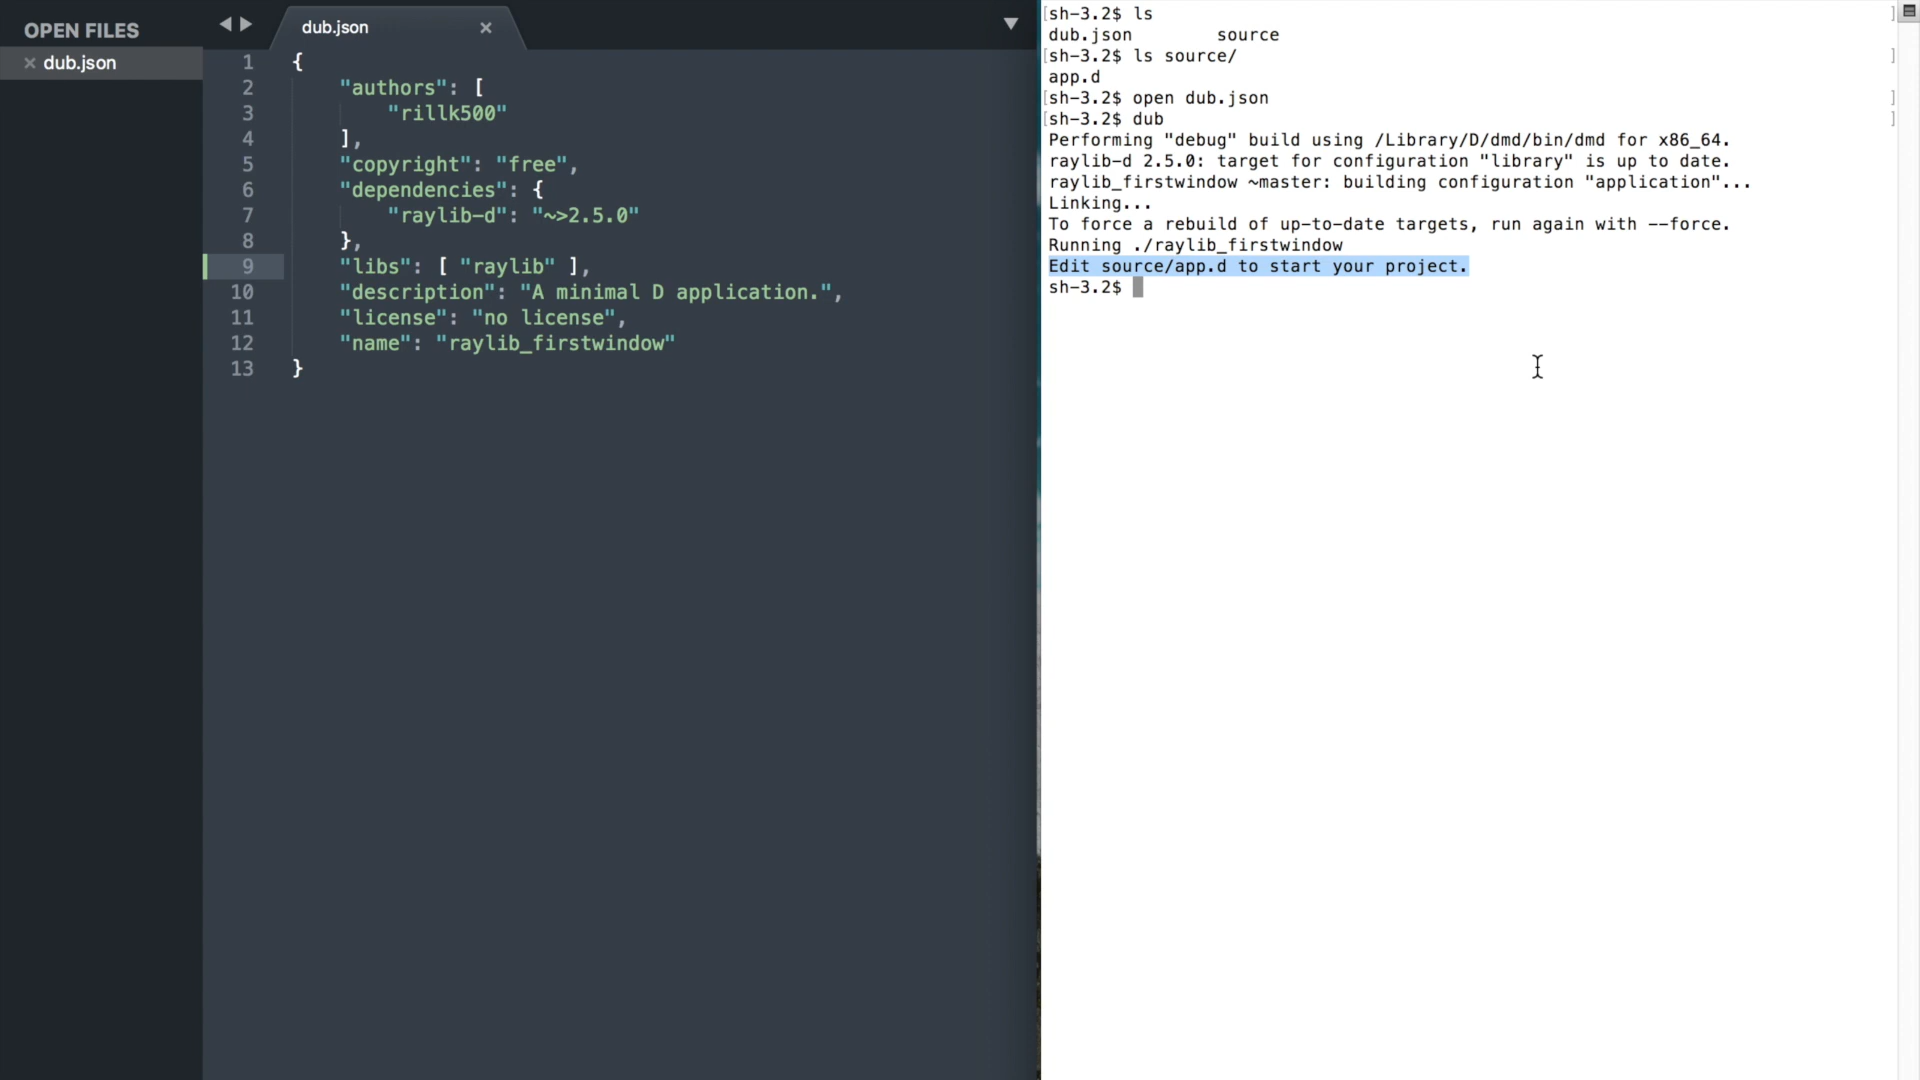 OPEN FILES
dub.json
dub.json
1 {
2 "authors": [
3 "rillk500"
4 ],
5 "copyright": "free",
6 "dependencies": {
7 "raylib-d": "~>2.5.0"
8 },
9 "libs": [ "raylib" ],
10 "description": "A minimal D application.",
11 "license": "no license",
12 "name": "raylib_firstwindow"
13 }
[sh-3.2$ ls ]
dub.json source
[sh-3.2$ ls source/ ]
app.d
[sh-3.2$ open dub.json ]
[sh-3.2$ dub ]
Performing "debug" build using /Library/D/dmd/bin/dmd for x86_64.
raylib-d 2.5.0: target for configuration "library" is up to date.
raylib_firstwindow ~master: building configuration "application"...
Linking...
To force a rebuild of up-to-date targets, run again with --force.
Running ./raylib_firstwindow
Edit source/app.d to start your project.
sh-3.2$